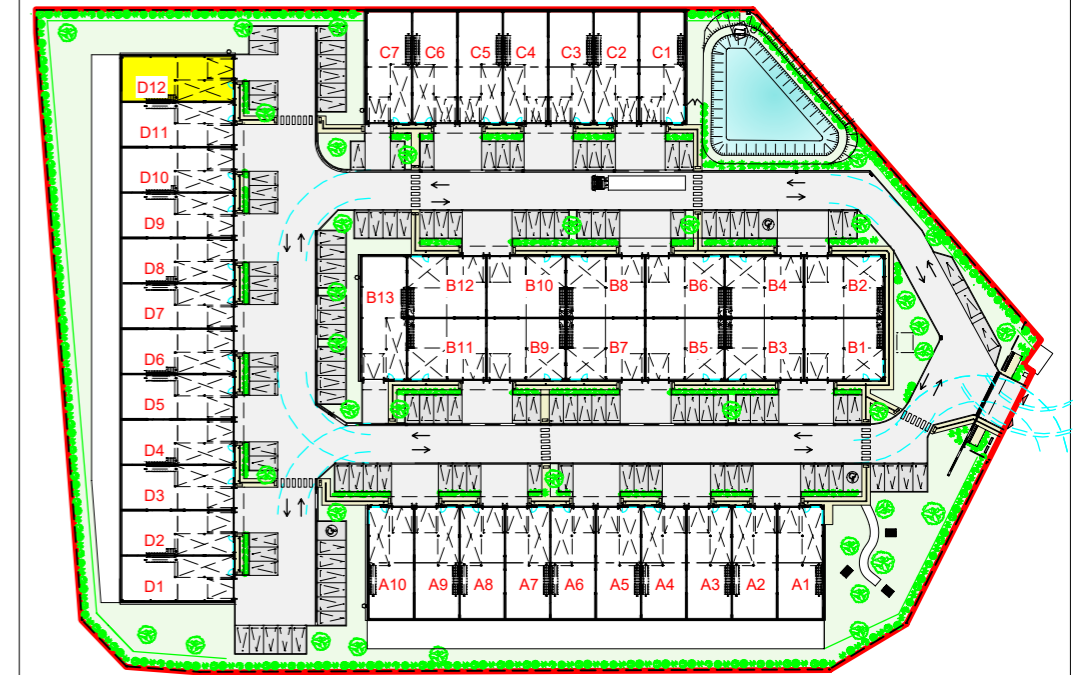 C7 C6 C5 C4 C3 C2 C1
D12
D11
D10
D9
D8
D7
D6
D5
D4
D3
D2
D1
B13 B12 B10 B8 B6 B4 B2
B11 B9 B7 B5 B3 B1
A10 A9 A8 A7 A6 A5 A4 A3 A2 A1